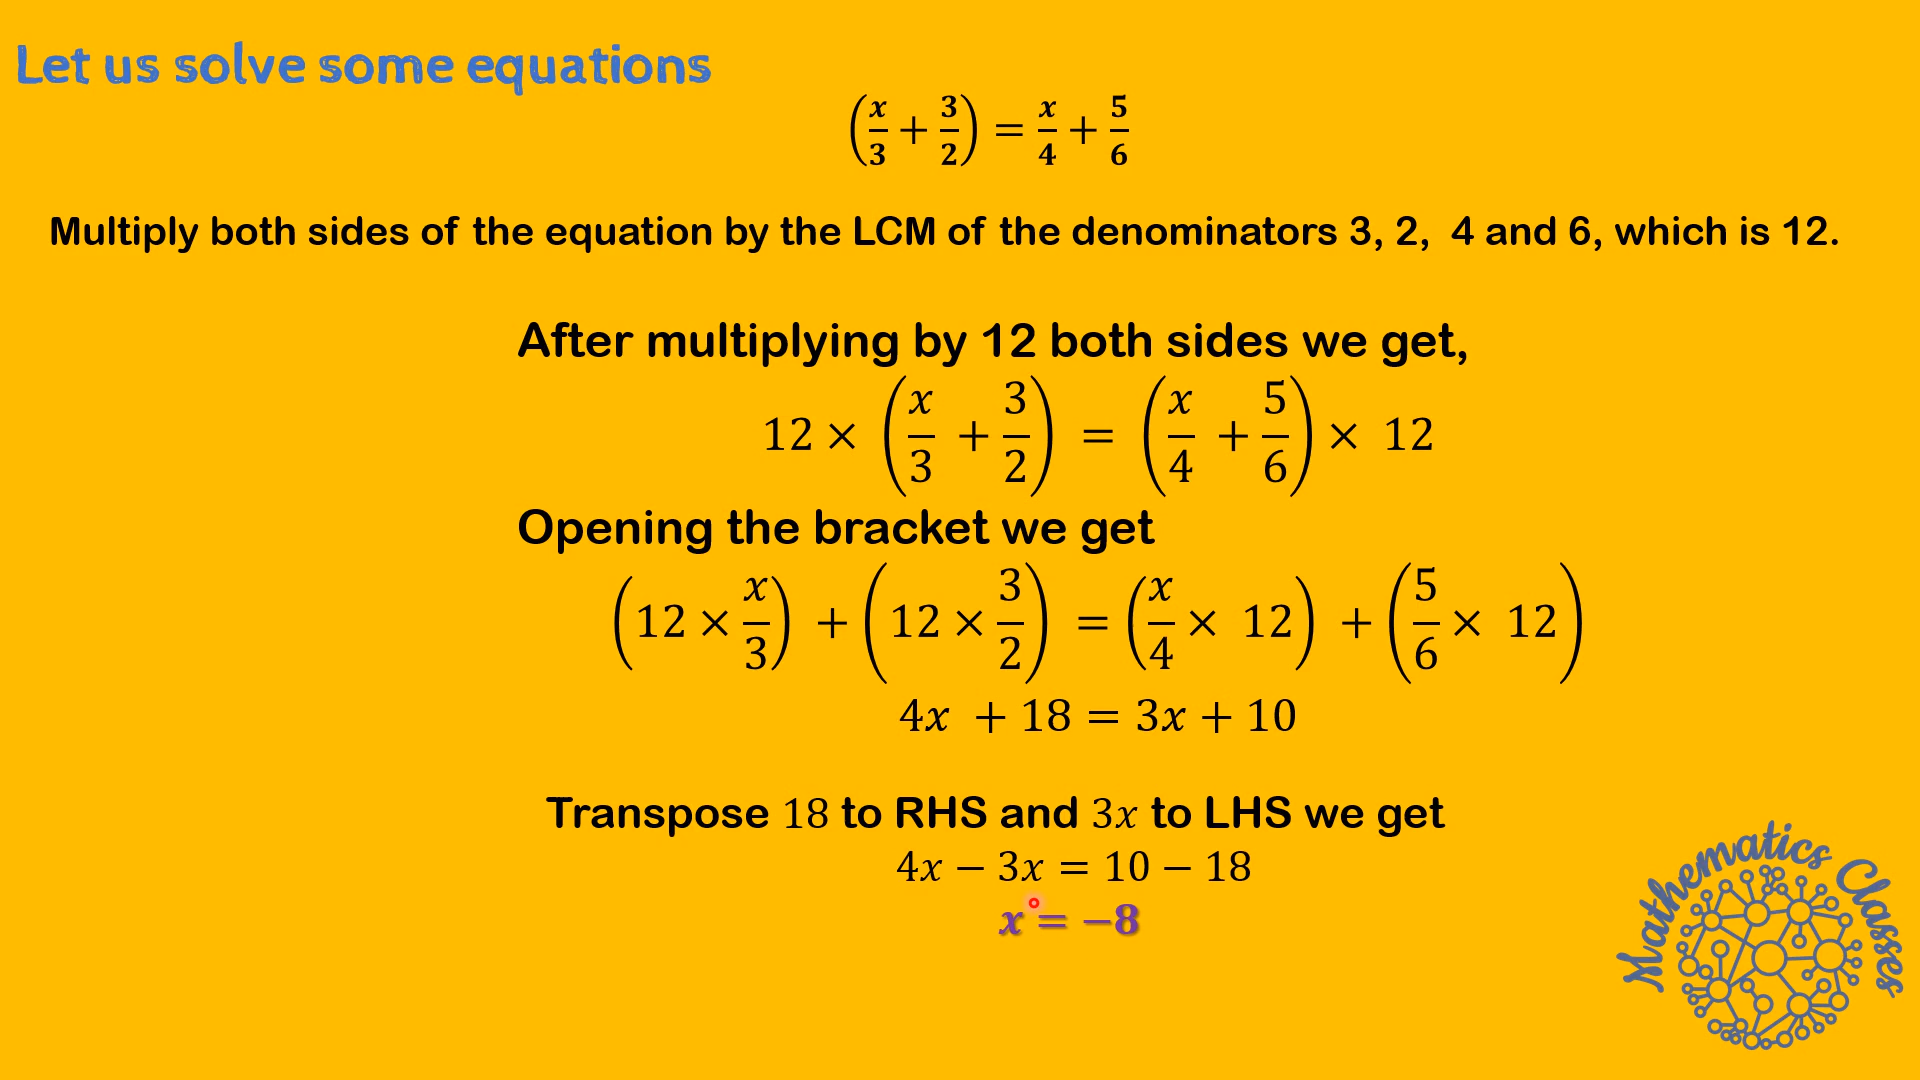 Let us solve some equations
(x/3 + 3/2) = x/4 + 5/6
Multiply both sides of the equation by the LCM of the denominators 3, 2, 4 and 6, which is 12.
After multiplying by 12 both sides we get,
12 × (x/3 + 3/2) = (x/4 + 5/6) × 12
Opening the bracket we get
(12 × x/3) + (12 × 3/2) = (x/4 × 12) + (5/6 × 12)
4x + 18 = 3x + 10
Transpose 18 to RHS and 3x to LHS we get
4x − 3x = 10 − 18
x = −8
Mathematics Classes